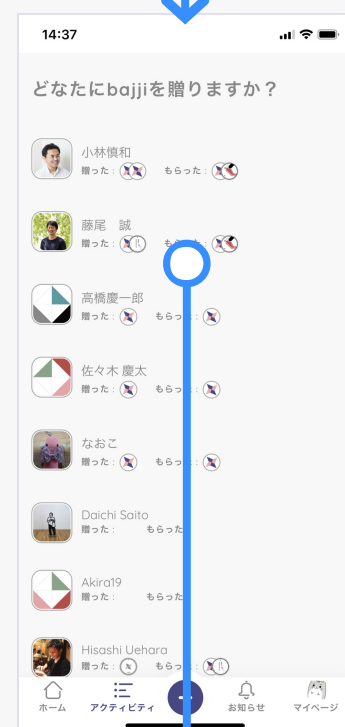 14:37
どなたにbajjiを贈りますか？
小林慎和
贈った： もらった：
藤尾　誠
贈った： もらった：
高橋慶一郎
贈った： もらった：
佐々木 慶太
贈った： もらった：
なおこ
贈った： もらった：
Daichi Saito
贈った： もらった
Akira19
贈った： もらった
Hisashi Uehara
贈った： もらった：
ホーム アクティビティ お知らせ マイページ